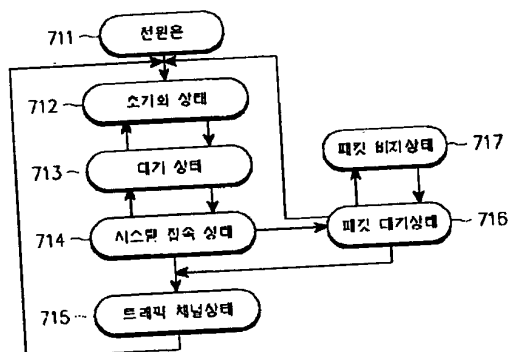 711 전원온
712 초기화 상태
713 대기 상태
패킷 비지상태 717
714 시스템 접속 상태
패킷 대기상태 716
715 트래픽 채널상태